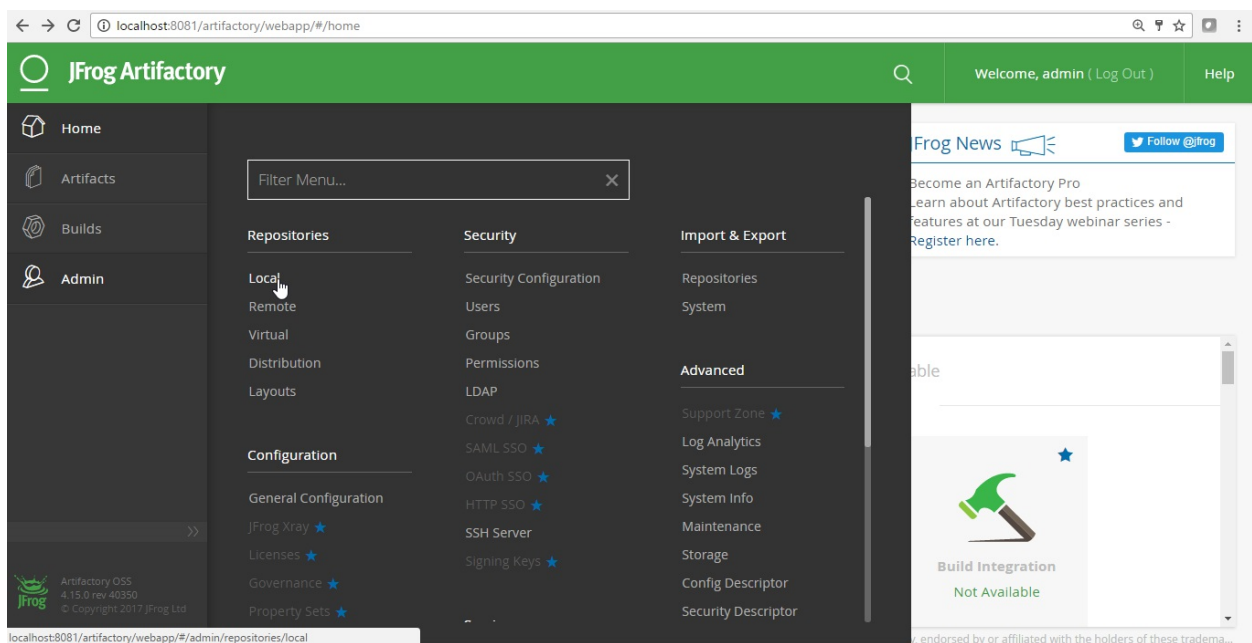 localhost:8081/artifactory/webapp/#/home
JFrog Artifactory
Welcome, admin ( Log Out )
Help
Home
Artifacts
Builds
Admin
Filter Menu...
Repositories
Local
Remote
Virtual
Distribution
Layouts
Configuration
General Configuration
JFrog Xray
Licenses
Governance
Property Sets
Security
Security Configuration
Users
Groups
Permissions
LDAP
Crowd / JIRA
SAML SSO
OAuth SSO
HTTP SSO
SSH Server
Signing Keys
Import & Export
Repositories
System
Advanced
Support Zone
Log Analytics
System Logs
System Info
Maintenance
Storage
Config Descriptor
Security Descriptor
JFrog News
Follow @jfrog
Become an Artifactory Pro
Learn about Artifactory best practices and
features at our Tuesday webinar series -
Register here.
able
Build Integration
Not Available
JFrog
Artifactory OSS
4.15.0 rev 40350
© Copyright 2017 JFrog Ltd
localhost:8081/artifactory/webapp/#/admin/repositories/local
, endorsed by or affiliated with the holders of these tradema...